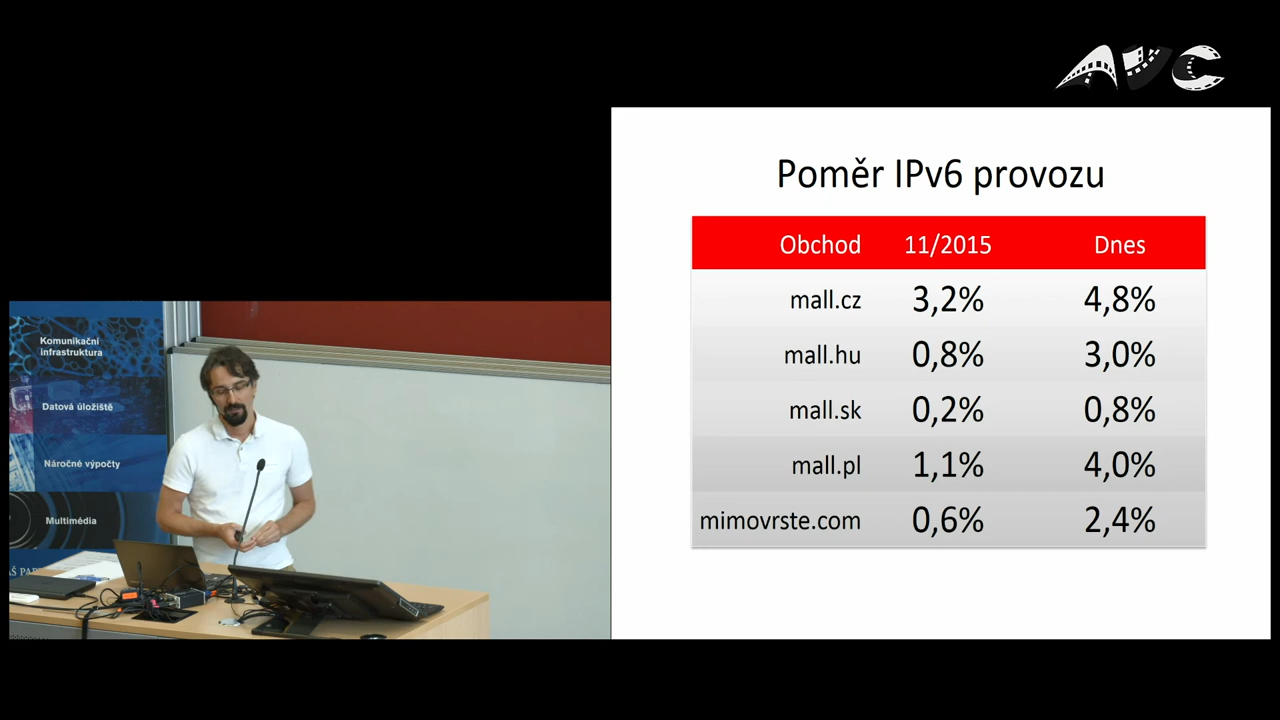 AVC
Poměr IPv6 provozu
Obchod 11/2015 Dnes
mall.cz 3,2% 4,8%
mall.hu 0,8% 3,0%
mall.sk 0,2% 0,8%
mall.pl 1,1% 4,0%
mimovrste.com 0,6% 2,4%
Komunikační
infrastruktura
Datová úložiště
Náročné výpočty
Multimédia